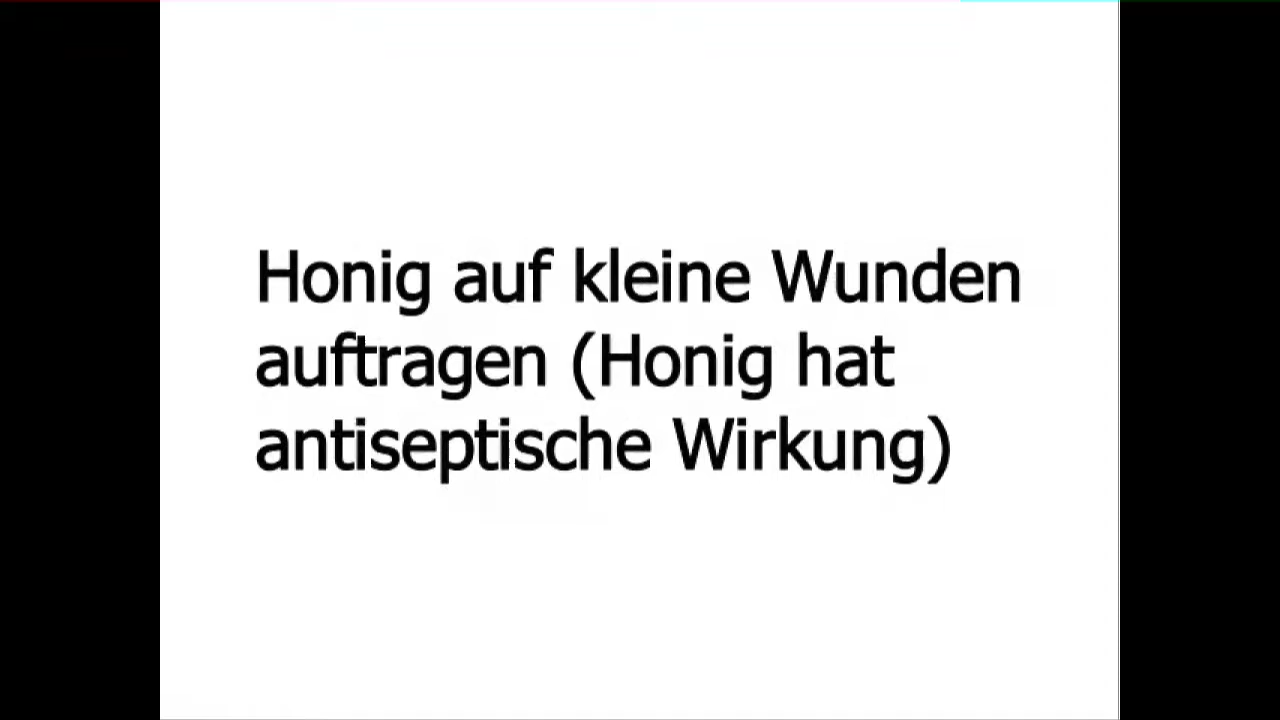 Honig auf kleine Wunden
auftragen (Honig hat
antiseptische Wirkung)